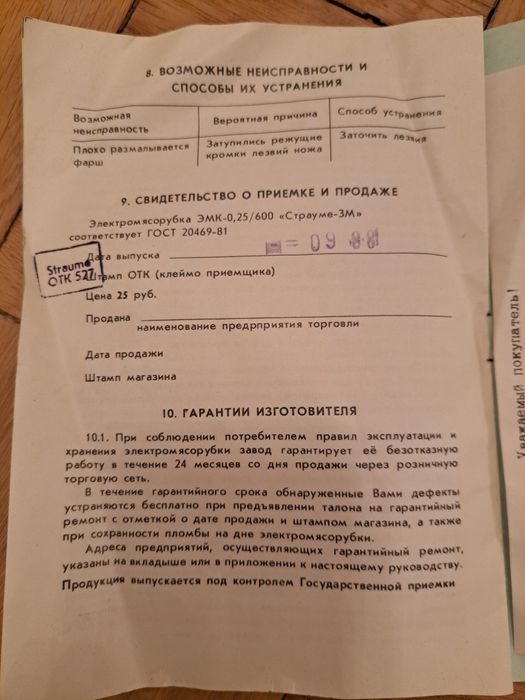 8. ВОЗМОЖНЫЕ НЕИСПРАВНОСТИ И
СПОСОБЫ ИХ УСТРАНЕНИЯ
Возможная неисправность
Вероятная причина
Способ устранения
Плохо размалывается фарш
Затупились режущие кромки лезвий ножа
Заточить лезвия
9. СВИДЕТЕЛЬСТВО О ПРИЕМКЕ И ПРОДАЖЕ
Электромясорубка ЭМК-0,25/600 «Страуме-3М»
соответствует ГОСТ 20469-81
Дата выпуска 09 88
Straume
ОТК 527
Штамп ОТК (клеймо приемщика)
Цена 25 руб.
Продана
наименование предрприятия торговли
Дата продажи
Штамп магазина
10. ГАРАНТИИ ИЗГОТОВИТЕЛЯ
10.1. При соблюдении потребителем правил эксплуатации и
хранения электромясорубки завод гарантирует её безотказную
работу в течение 24 месяцев со дня продажи через розничную
торговую сеть.
В течение гарантийного срока обнаруженные Вами дефекты
устраняются бесплатно при предъявлении талона на гарантийный
ремонт с отметкой о дате продажи и штампом магазина, а также
при сохранности пломбы на дне электромясорубки.
Адреса предприятий, осуществляющих гарантийный ремонт,
указаны на вкладыше или в приложении к настоящему руководству.
Продукция выпускается под контролем Государственной приемки
Уважаемый покупатель!